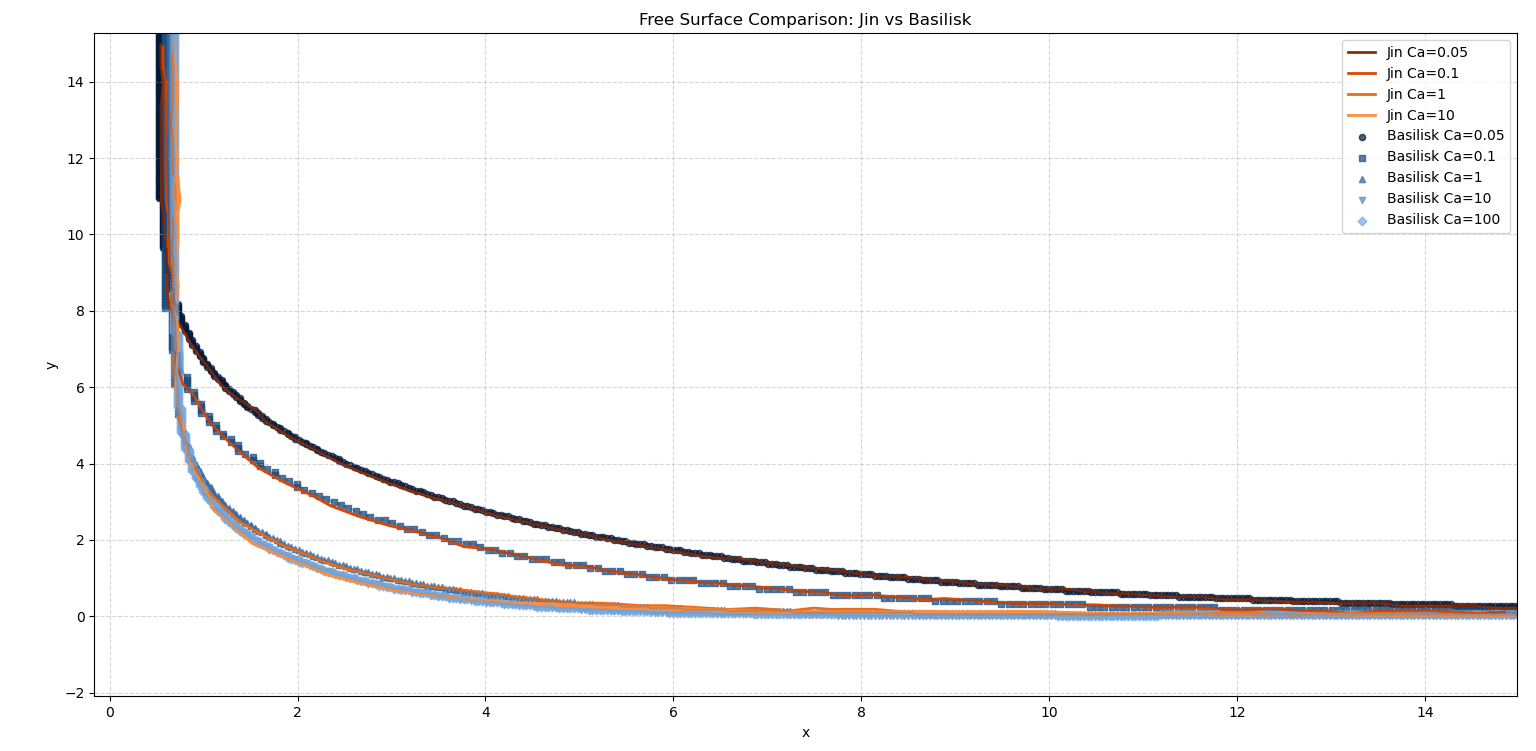 Free Surface Comparison: Jin vs Basilisk
Jin Ca=0.05
Jin Ca=0.1
Jin Ca=1
Jin Ca=10
Basilisk Ca=0.05
Basilisk Ca=0.1
Basilisk Ca=1
Basilisk Ca=10
Basilisk Ca=100
14
12
10
8
6
4
2
0
−2
y
0 2 4 6 8 10 12 14
x